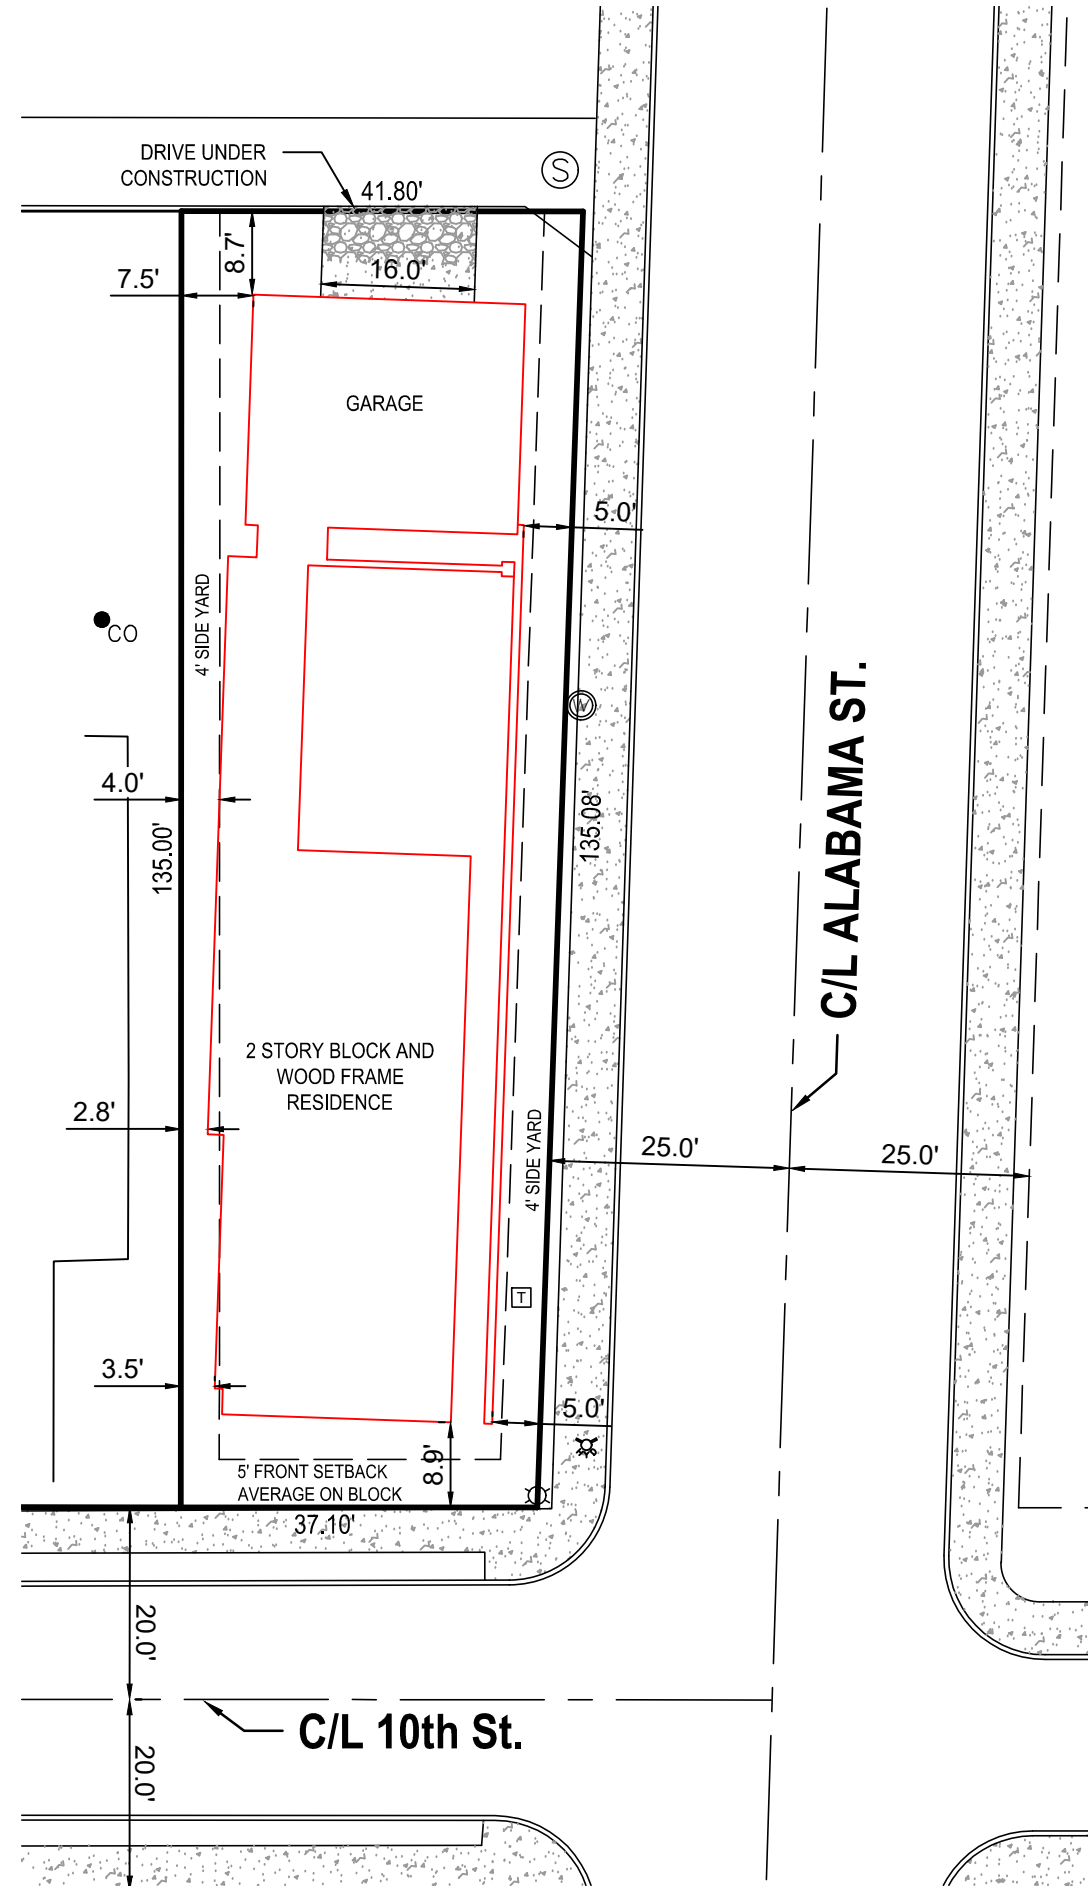 DRIVE UNDER
CONSTRUCTION
S
41.80'
8.7'
7.5'
16.0'
GARAGE
5.0'
4' SIDE YARD
CO
W
C/L ALABAMA ST.
4.0'
135.00'
135.08'
2 STORY BLOCK AND
WOOD FRAME
RESIDENCE
2.8'
4' SIDE YARD
25.0'
25.0'
T
3.5'
5.0'
8.9'
5' FRONT SETBACK
AVERAGE ON BLOCK
37.10'
20.0'
C/L 10th St.
20.0'